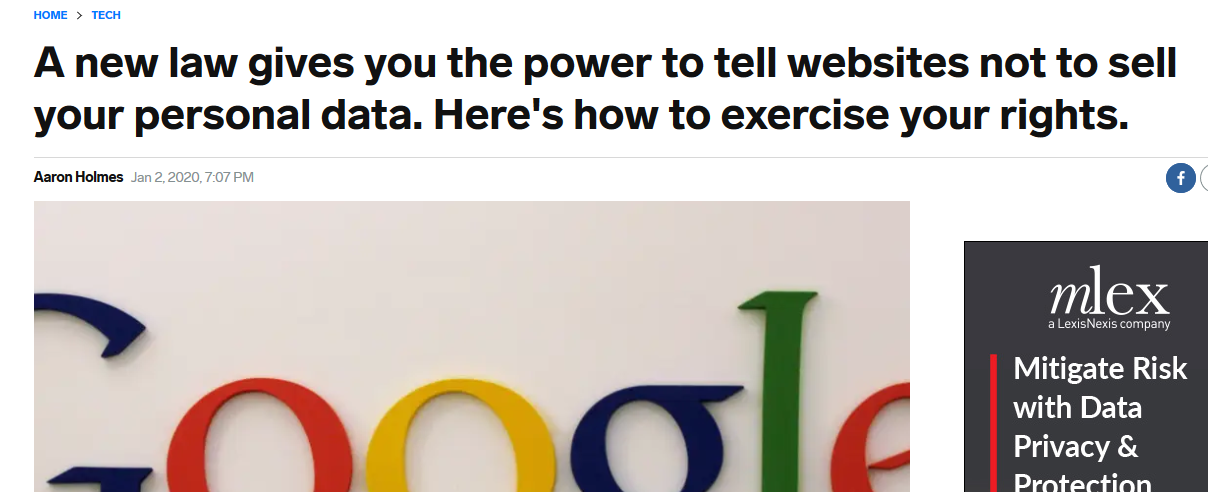 HOME > TECH
A new law gives you the power to tell websites not to sell
your personal data. Here's how to exercise your rights.
Aaron Holmes Jan 2, 2020, 7:07 PM
f
Google
mlex
a LexisNexis company
Mitigate Risk
with Data
Privacy &
Protection